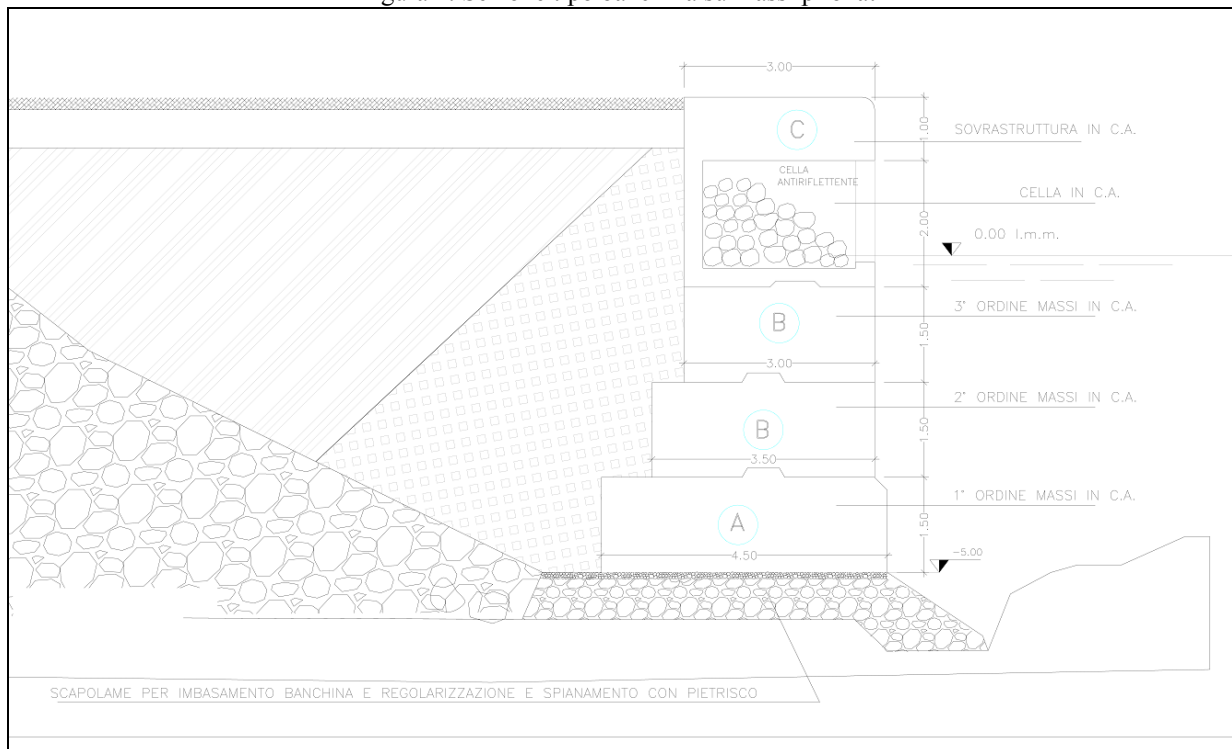 3.00
C
1.00
SOVRASTRUTTURA IN C.A.
CELLA
ANTIRIFLETTENTE
CELLA IN C.A.
2.00
0.00 l.m.m.
3° ORDINE MASSI IN C.A.
B
1.50
3.00
2° ORDINE MASSI IN C.A.
B
1.50
3.50
1° ORDINE MASSI IN C.A.
A
1.50
4.50
-5.00
SCAPOLAME PER IMBASAMENTO BANCHINA E REGOLARIZZAZIONE E SPIANAMENTO CON PIETRISCO